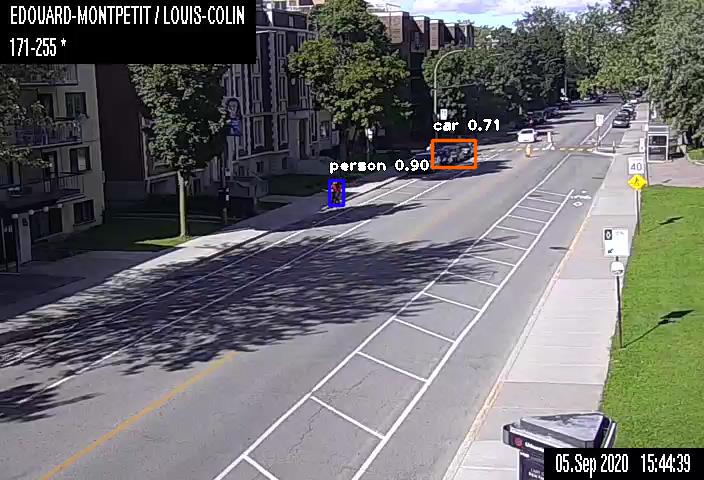 EDOUARD-MONTPETIT / LOUIS-COLIN
171-255 *
car 0.71
person 0.90
40
05.Sep 2020 15:44:39